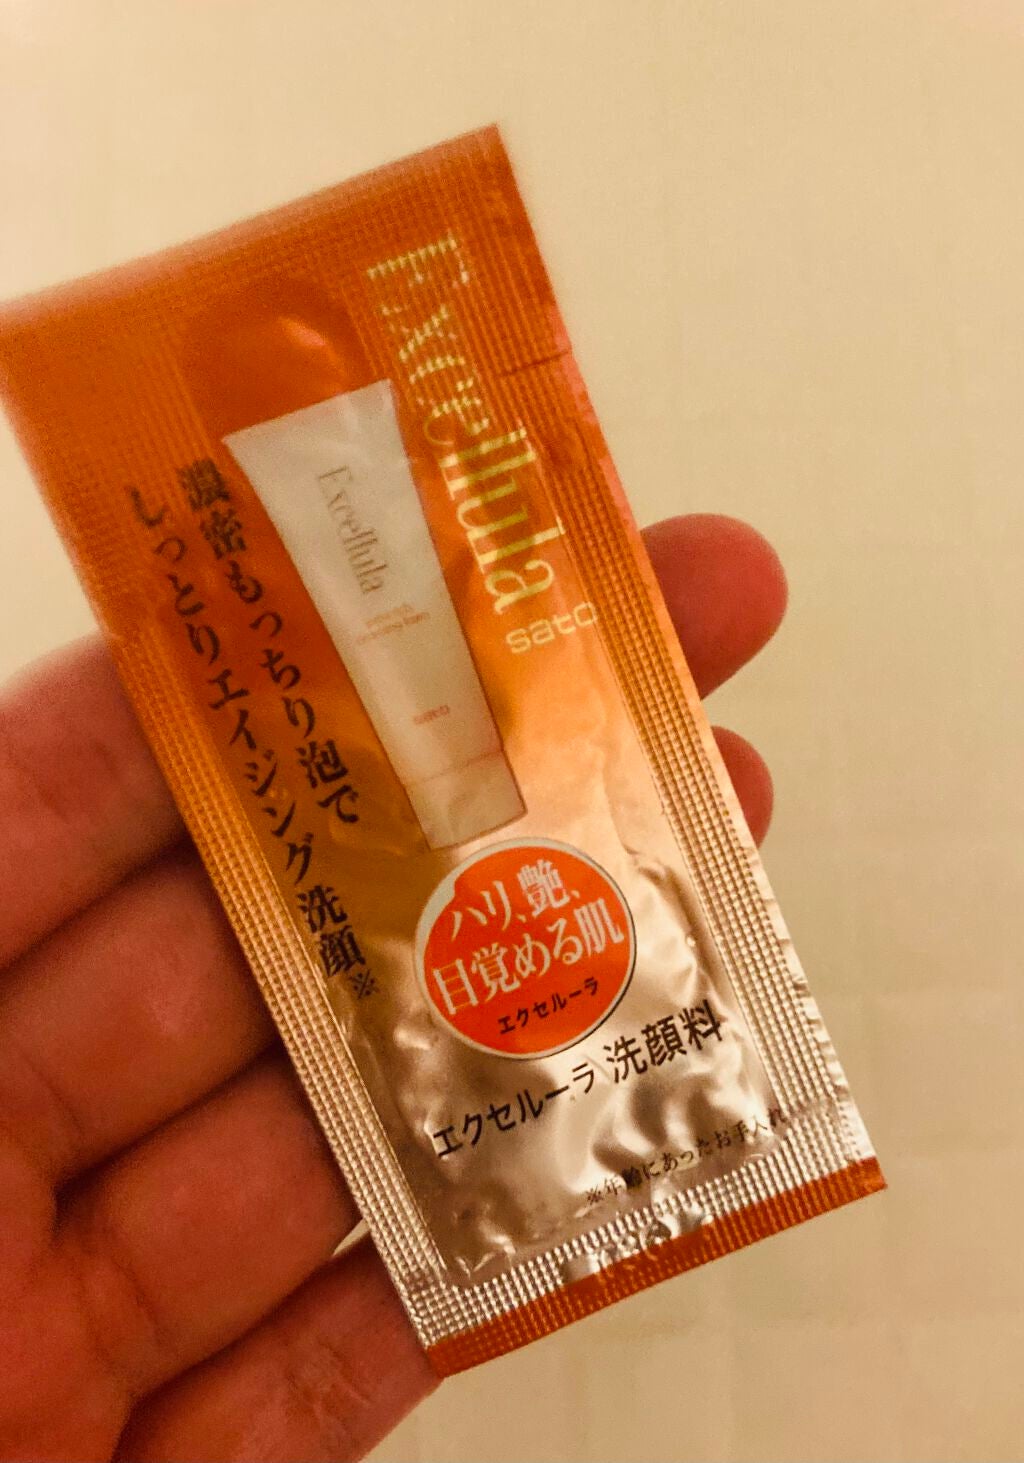 Excellula
sato
Excellula
sato
濃密もっちり泡で
しっとりエイジング洗顔※
ハリ、艶、
目覚める肌
エクセルーラ
エクセルーラ 洗顔料
※年齢にあったお手入れ